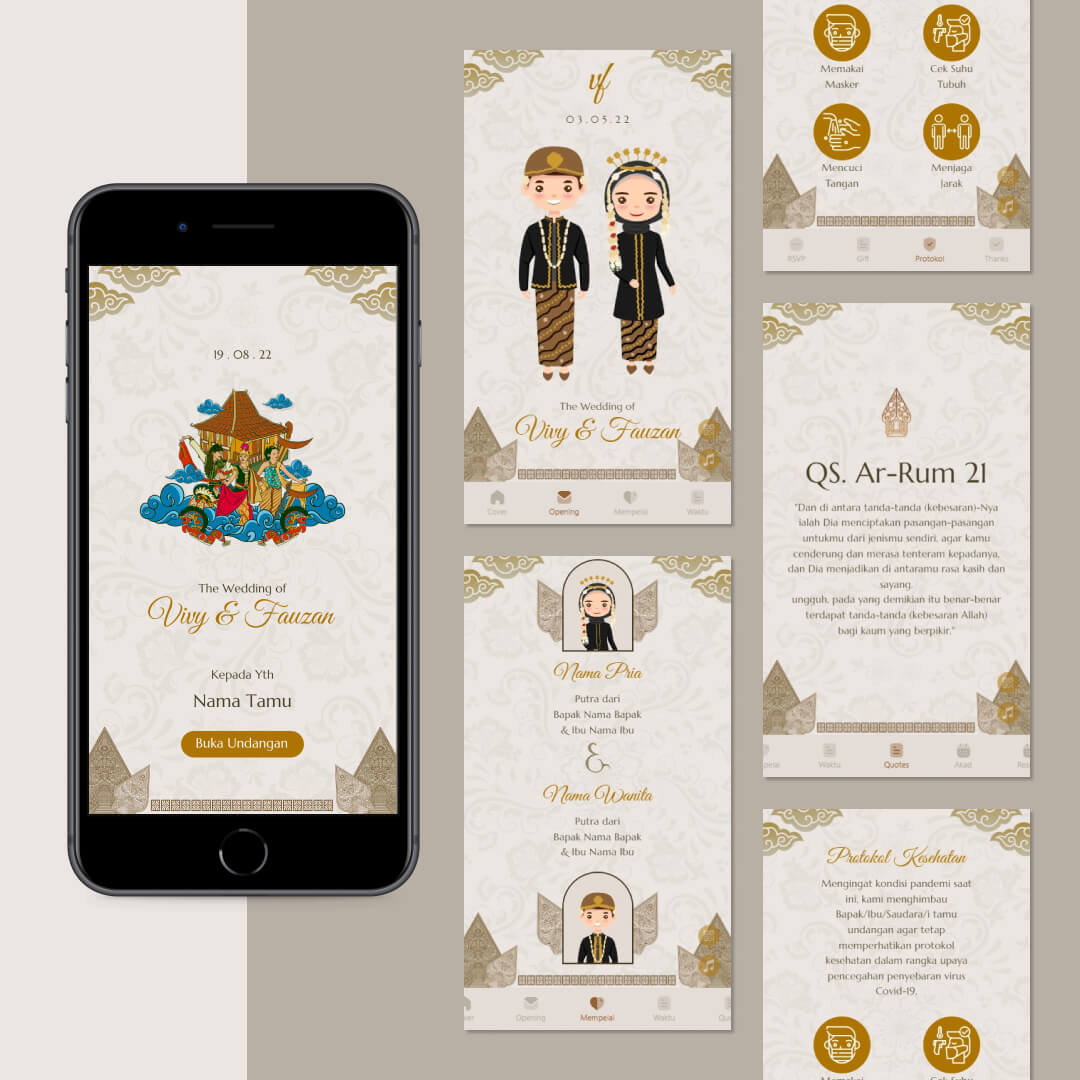 19 . 08 . 22
The Wedding of
Vivy & Fauzan
Kepada Yth
Nama Tamu
Buka Undangan
vf
03.05.22
The Wedding of
Vivy & Fauzan
Cover
Opening
Mempelai
Waktu
Nama Pria
Putra dari
Bapak Nama Bapak
& Ibu Nama Ibu
&
Nama Wanita
Putra dari
Bapak Nama Bapak
& Ibu Nama Ibu
ver
Opening
Mempelai
Waktu
Qu
Memakai
Masker
Cek Suhu
Tubuh
Mencuci
Tangan
Menjaga
Jarak
RSVP
Gift
Protokol
Thanks
QS. Ar-Rum 21
"Dan di antara tanda-tanda (kebesaran)-Nya
ialah Dia menciptakan pasangan-pasangan
untukmu dari jenismu sendiri, agar kamu
cenderung dan merasa tenteram kepadanya,
dan Dia menjadikan di antaramu rasa kasih dan
sayang.
ungguh, pada yang demikian itu benar-benar
terdapat tanda-tanda (kebesaran Allah)
bagi kaum yang berpikir."
pelai
Waktu
Quotes
Akad
Res
Protokol Kesehatan
Mengingat kondisi pandemi saat
ini, kami menghimbau
Bapak/Ibu/Saudara/i tamu
undangan agar tetap
memperhatikan protokol
kesehatan dalam rangka upaya
pencegahan penyebaran virus
Covid-19.
Memakai
Cek Suhu